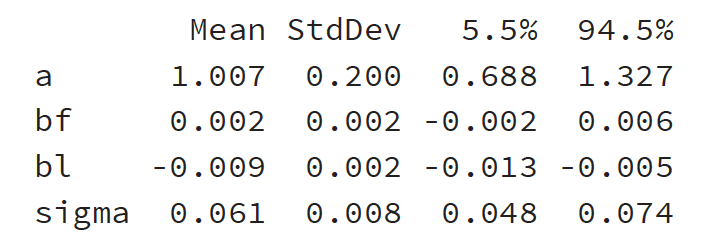 Mean StdDev 5.5% 94.5%
a 1.007 0.200 0.688 1.327
bf 0.002 0.002 -0.002 0.006
bl -0.009 0.002 -0.013 -0.005
sigma 0.061 0.008 0.048 0.074